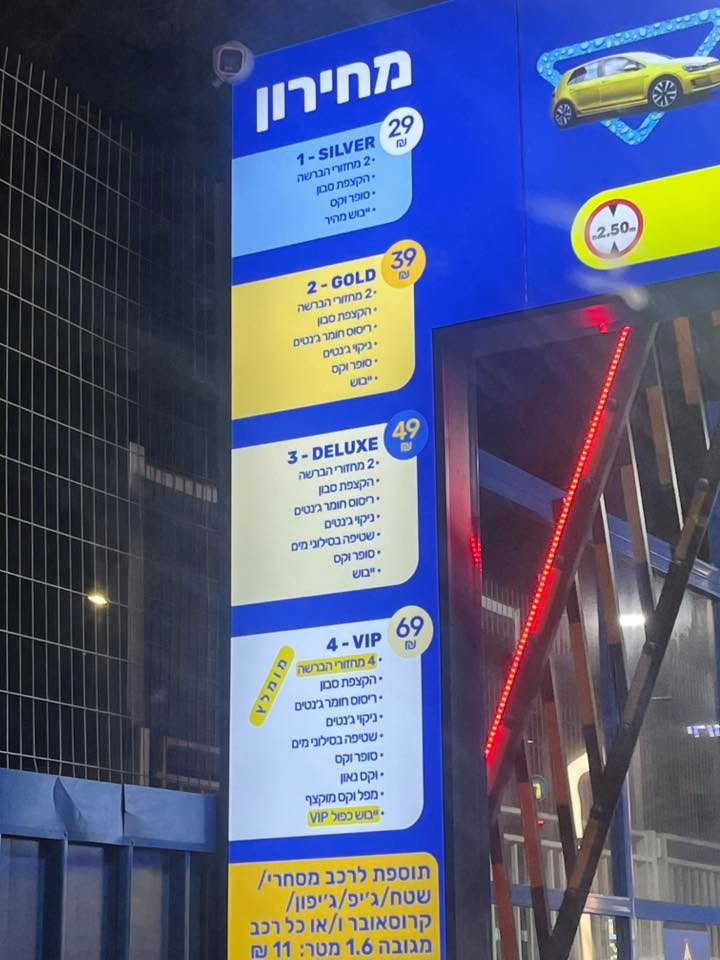 מחירון
29
₪
1 - SILVER
• 2 מחזורי הברשה
• הקצפת סבון
• סופר וקס
• ייבוש מהיר
39
₪
2 - GOLD
• 2 מחזורי הברשה
• הקצפת סבון
• ריסוס חומר ג'נטים
• ניקוי ג'נטים
• סופר וקס
• ייבוש
49
₪
3 - DELUXE
• 2 מחזורי הברשה
• הקצפת סבון
• ריסוס חומר ג'נטים
• ניקוי ג'נטים
• שטיפה בסילוני מים
• סופר וקס
• ייבוש
69
₪
4 - VIP
מומלץ
• 4 מחזורי הברשה
• הקצפת סבון
• ריסוס חומר ג'נטים
• ניקוי ג'נטים
• שטיפה בסילוני מים
• סופר וקס
• וקס גאון
• מפל וקס מוקצף
• ייבוש כפול VIP
תוספת לרכב מסחרי/
שטח/ג'יפ/ג'יפון/
קרוסאובר ו/או כל רכב
מגובה 1.6 מטר: 11 ₪
2.50m